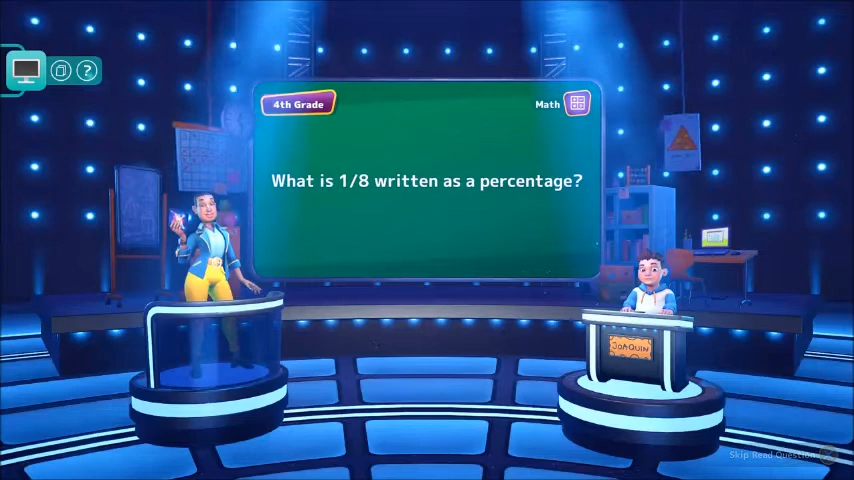 4th Grade
Math
What is 1/8 written as a percentage?
JOAQUIN
Skip Read Question